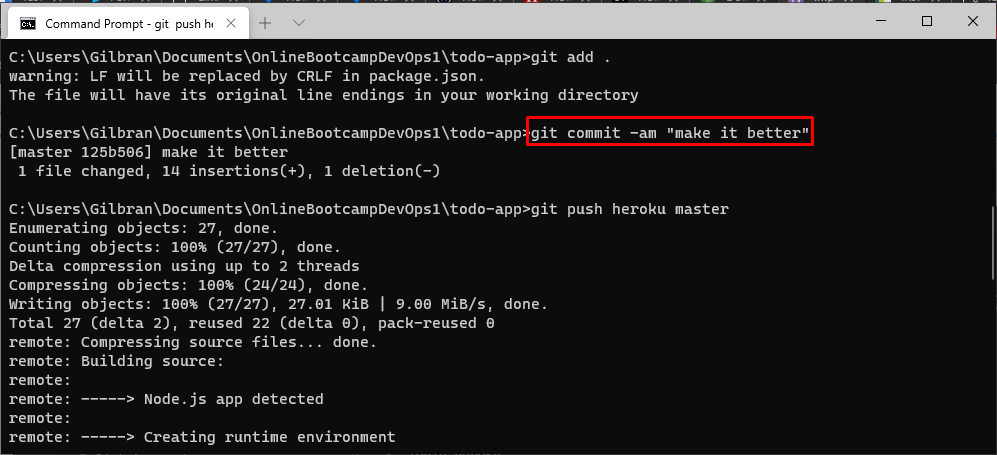 Command Prompt - git push he
C:\Users\Gilbran\Documents\OnlineBootcampDevOps1\todo-app>git add .
warning: LF will be replaced by CRLF in package.json.
The file will have its original line endings in your working directory
C:\Users\Gilbran\Documents\OnlineBootcampDevOps1\todo-app>git commit -am "make it better"
[master 125b506] make it better
 1 file changed, 14 insertions(+), 1 deletion(-)
C:\Users\Gilbran\Documents\OnlineBootcampDevOps1\todo-app>git push heroku master
Enumerating objects: 27, done.
Counting objects: 100% (27/27), done.
Delta compression using up to 2 threads
Compressing objects: 100% (24/24), done.
Writing objects: 100% (27/27), 27.01 KiB | 9.00 MiB/s, done.
Total 27 (delta 2), reused 22 (delta 0), pack-reused 0
remote: Compressing source files... done.
remote: Building source:
remote:
remote: -----> Node.js app detected
remote:
remote: -----> Creating runtime environment